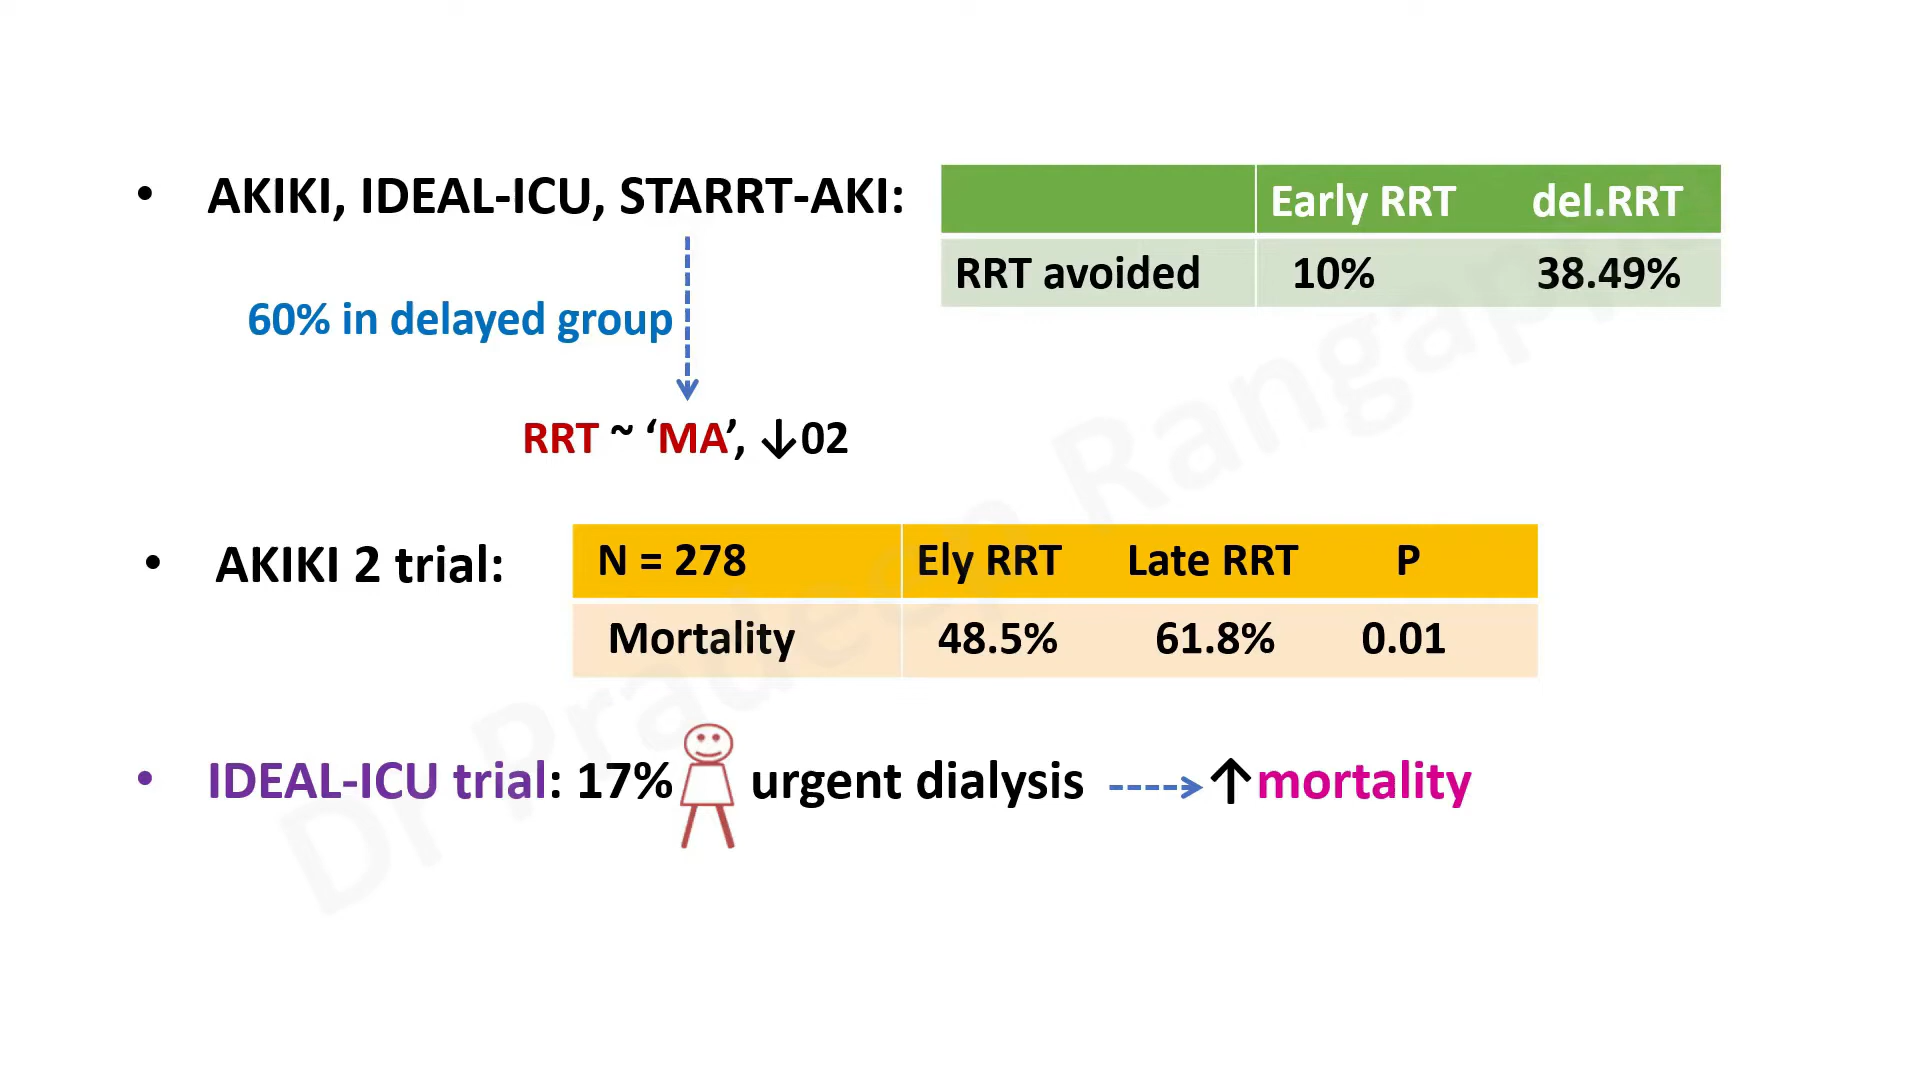 • AKIKI, IDEAL-ICU, STARRT-AKI:
Early RRT del.RRT
RRT avoided 10% 38.49%
60% in delayed group
RRT ~ ‘MA’, ↓02
• AKIKI 2 trial:
N = 278 Ely RRT Late RRT P
Mortality 48.5% 61.8% 0.01
• IDEAL-ICU trial: 17% urgent dialysis ↑mortality